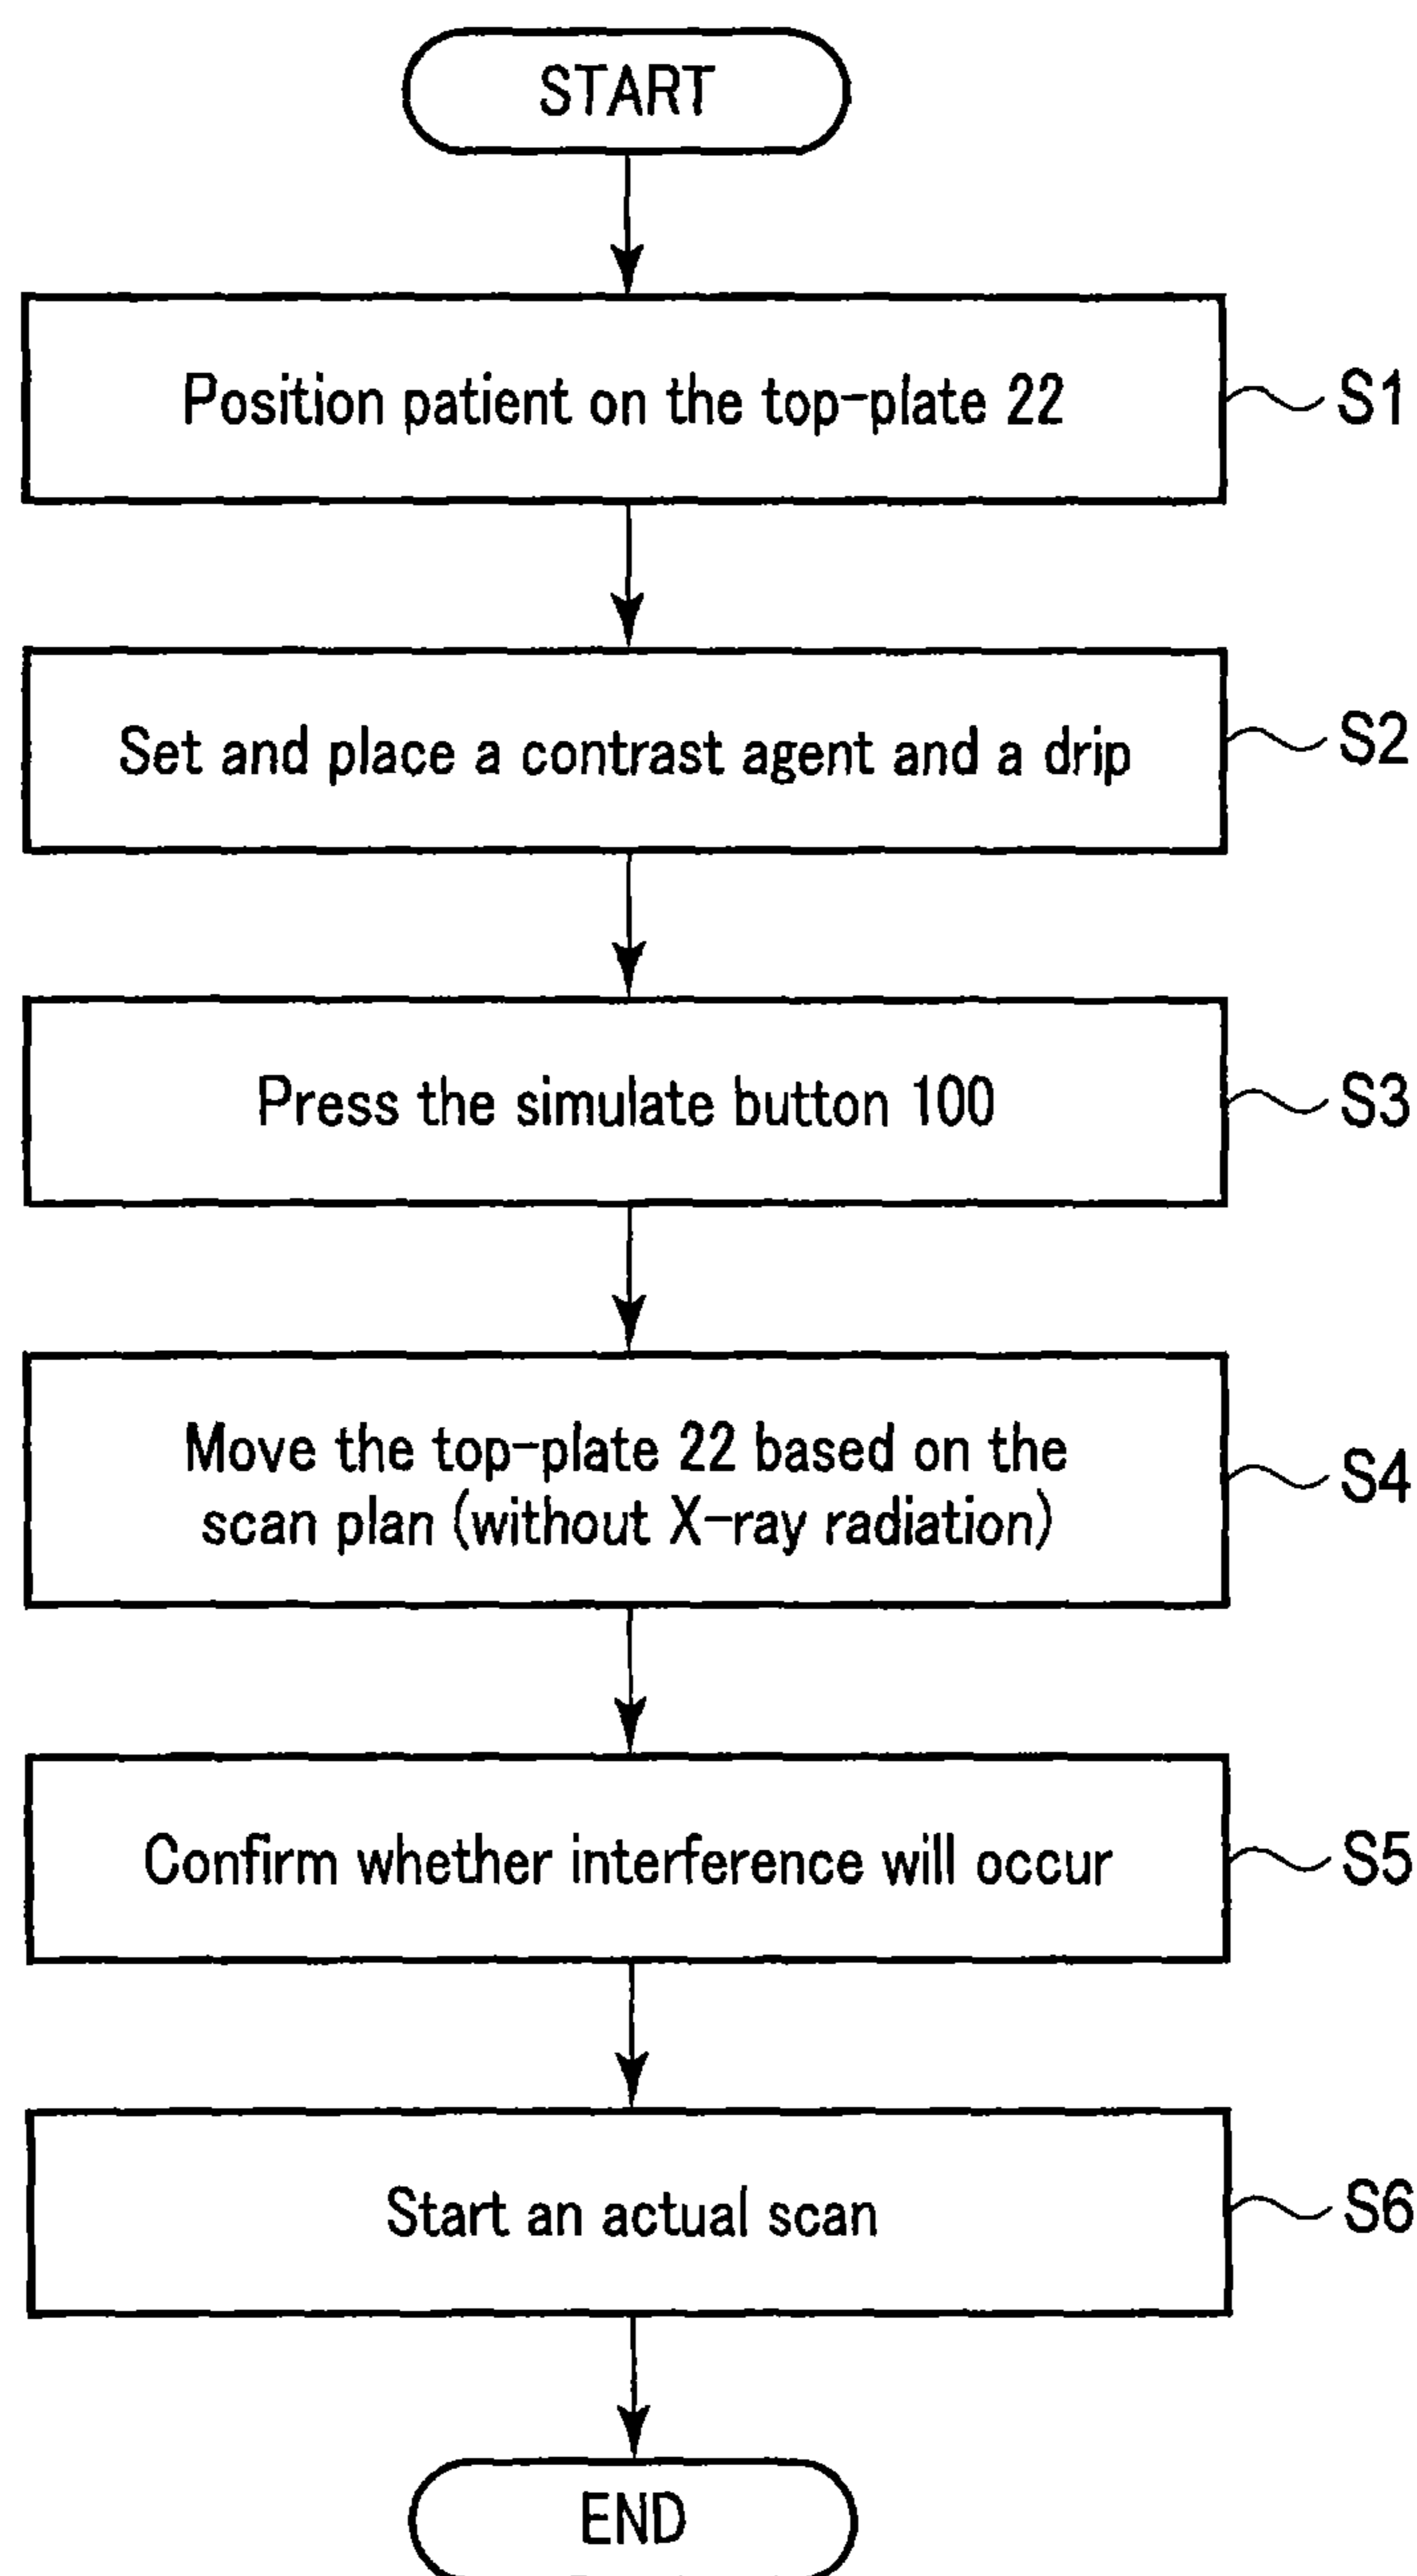 START
Position patient on the top-plate 22
S1
Set and place a contrast agent and a drip
S2
Press the simulate button 100
S3
Move the top-plate 22 based on the
scan plan (without X-ray radiation)
S4
Confirm whether interference will occur
S5
Start an actual scan
S6
END